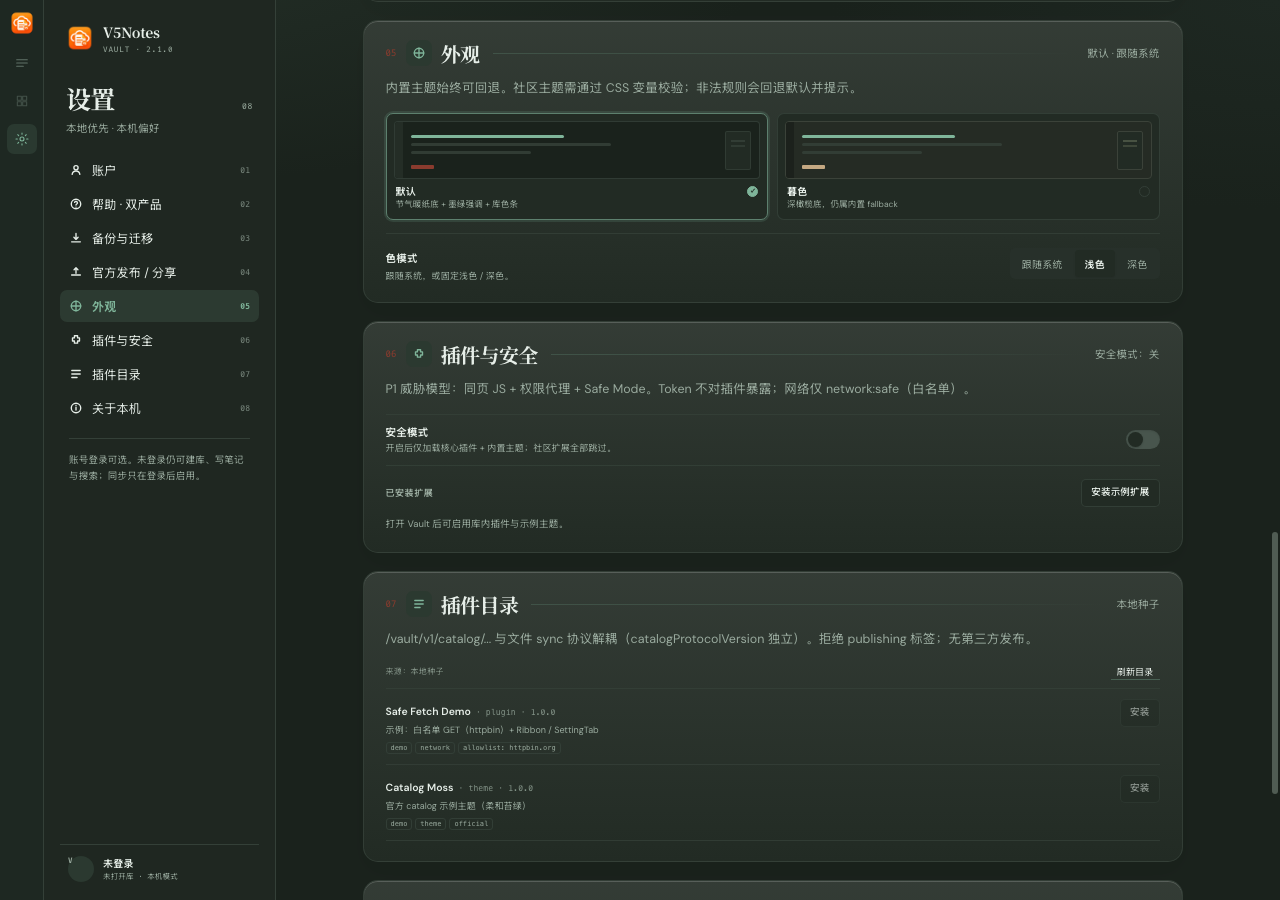 V5Notes
VAULT · 2.1.0
设置
08
本地优先 · 本机偏好
账户 01
帮助 · 双产品 02
备份与迁移 03
官方发布 / 分享 04
外观 05
插件与安全 06
插件目录 07
关于本机 08
账号登录可选。未登录仍可建库、写笔记
与搜索；同步只在登录后启用。
V
未登录
未打开库 · 本机模式
05 外观 默认 · 跟随系统
内置主题始终可回退。社区主题需通过 CSS 变量校验；非法规则会回退默认并提示。
默认
节气暖纸底 + 墨绿强调 + 库色条
暮色
深橄榄底，仍属内置 fallback
色模式
跟随系统，或固定浅色 / 深色。
跟随系统 浅色 深色
06 插件与安全 安全模式：关
P1 威胁模型：同页 JS + 权限代理 + Safe Mode。Token 不对插件暴露；网络仅 network:safe（白名单）。
安全模式
开启后仅加载核心插件 + 内置主题；社区扩展全部跳过。
已安装扩展 安装示例扩展
打开 Vault 后可启用库内插件与示例主题。
07 插件目录 本地种子
/vault/v1/catalog/… 与文件 sync 协议解耦（catalogProtocolVersion 独立）。拒绝 publishing 标签；无第三方发布。
来源：本地种子 刷新目录
Safe Fetch Demo · plugin · 1.0.0 安装
示例：白名单 GET（httpbin）+ Ribbon / SettingTab
demo network allowlist: httpbin.org
Catalog Moss · theme · 1.0.0 安装
官方 catalog 示例主题（柔和苔绿）
demo theme official